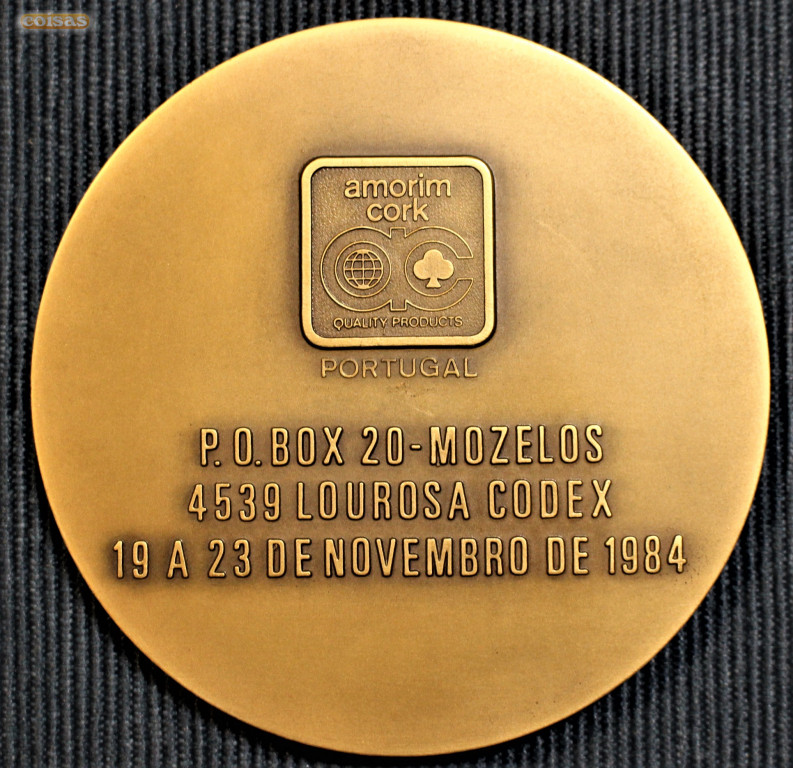 coisas
amorim
cork
QUALITY PRODUCTS
PORTUGAL
P.O.BOX 20-MOZELOS
4539 LOUROSA CODEX
19 A 23 DE NOVEMBRO DE 1984